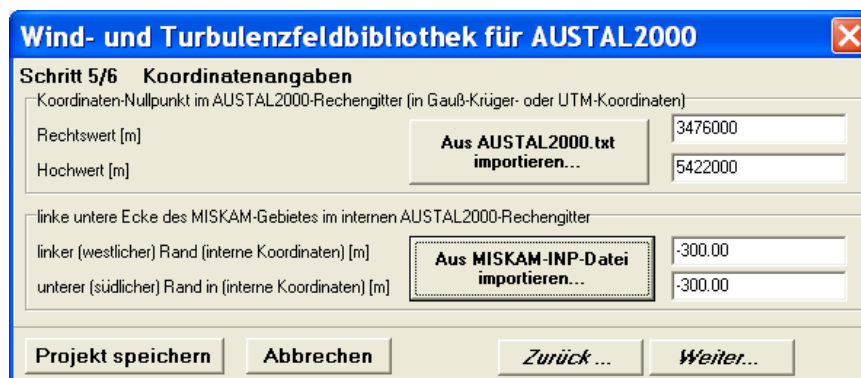 Wind- und Turbulenzfeldbibliothek für AUSTAL2000
Schritt 5/6 Koordinatenangaben
Koordinaten-Nullpunkt im AUSTAL2000-Rechengitter (in Gauß-Krüger- oder UTM-Koordinaten)
Rechtswert [m]
Hochwert [m]
Aus AUSTAL2000.txt
importieren...
3476000
5422000
linke untere Ecke des MISKAM-Gebietes im internen AUSTAL2000-Rechengitter
linker (westlicher) Rand (interne Koordinaten) [m]
unterer (südlicher) Rand in (interne Koordinaten) [m]
Aus MISKAM-INP-Datei
importieren...
-300.00
-300.00
Projekt speichern
Abbrechen
Zurück ...
Weiter...